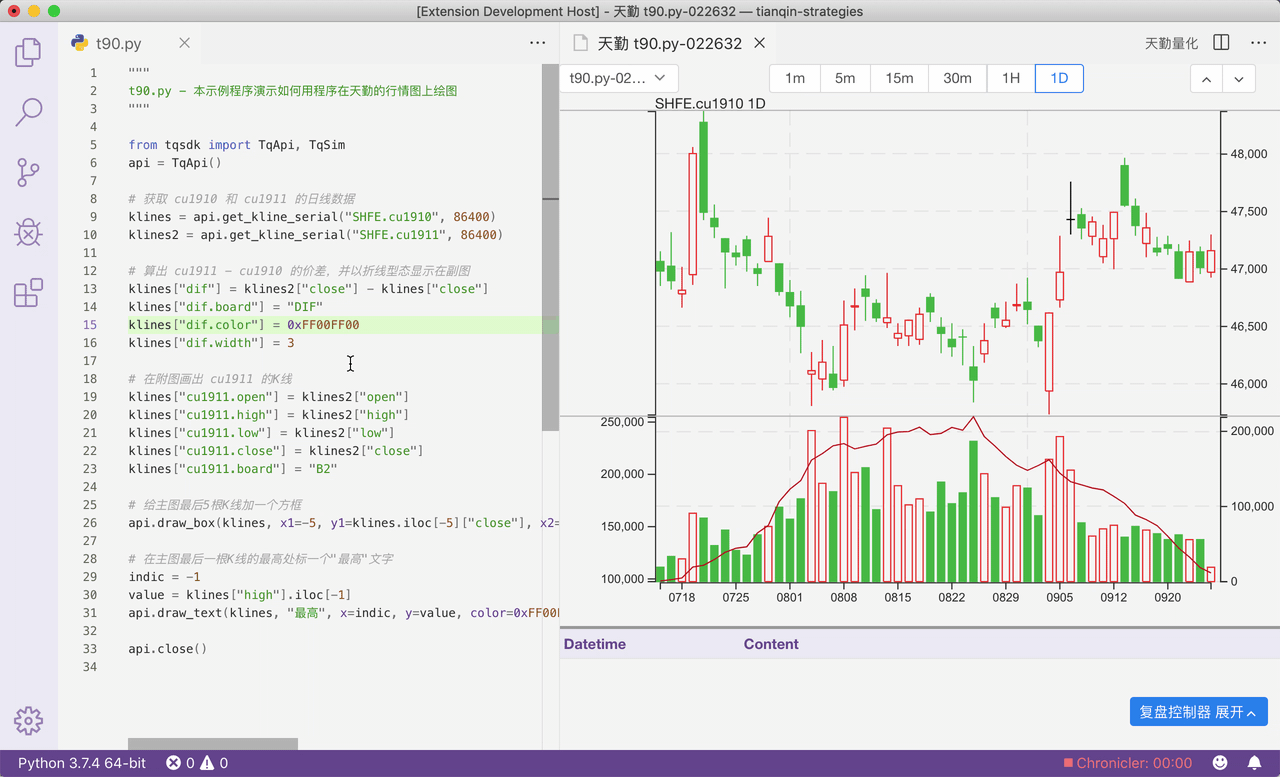 [Extension Development Host] - 天勤 t90.py-022632 — tianqin-strategies
t90.py
1 """
2 t90.py - 本示例程序演示如何用程序在天勤的行情图上绘图
3 """
4
5 from tqsdk import TqApi, TqSim
6 api = TqApi()
7
8 # 获取 cu1910 和 cu1911 的日线数据
9 klines = api.get_kline_serial("SHFE.cu1910", 86400)
10 klines2 = api.get_kline_serial("SHFE.cu1911", 86400)
11
12 # 算出 cu1911 - cu1910 的价差，并以折线型态显示在副图
13 klines["dif"] = klines2["close"] - klines["close"]
14 klines["dif.board"] = "DIF"
15 klines["dif.color"] = 0xFF00FF00
16 klines["dif.width"] = 3
17
18 # 在附图画出 cu1911 的K线
19 klines["cu1911.open"] = klines2["open"]
20 klines["cu1911.high"] = klines2["high"]
21 klines["cu1911.low"] = klines2["low"]
22 klines["cu1911.close"] = klines2["close"]
23 klines["cu1911.board"] = "B2"
24
25 # 给主图最后5根K线加一个方框
26 api.draw_box(klines, x1=-5, y1=klines.iloc[-5]["close"], x2=
27
28 # 在主图最后一根K线的最高处标一个"最高"文字
29 indic = -1
30 value = klines["high"].iloc[-1]
31 api.draw_text(klines, "最高", x=indic, y=value, color=0xFF00
32
33 api.close()
34
天勤 t90.py-022632
天勤量化
t90.py-02...
1m 5m 15m 30m 1H 1D
SHFE.cu1910 1D
48,000
47,500
47,000
46,500
46,000
250,000
200,000
150,000
100,000
200,000
100,000
0
0718 0725 0801 0808 0815 0822 0829 0905 0912 0920
Datetime Content
复盘控制器 展开
Python 3.7.4 64-bit 0 0
Chronicler: 00:00